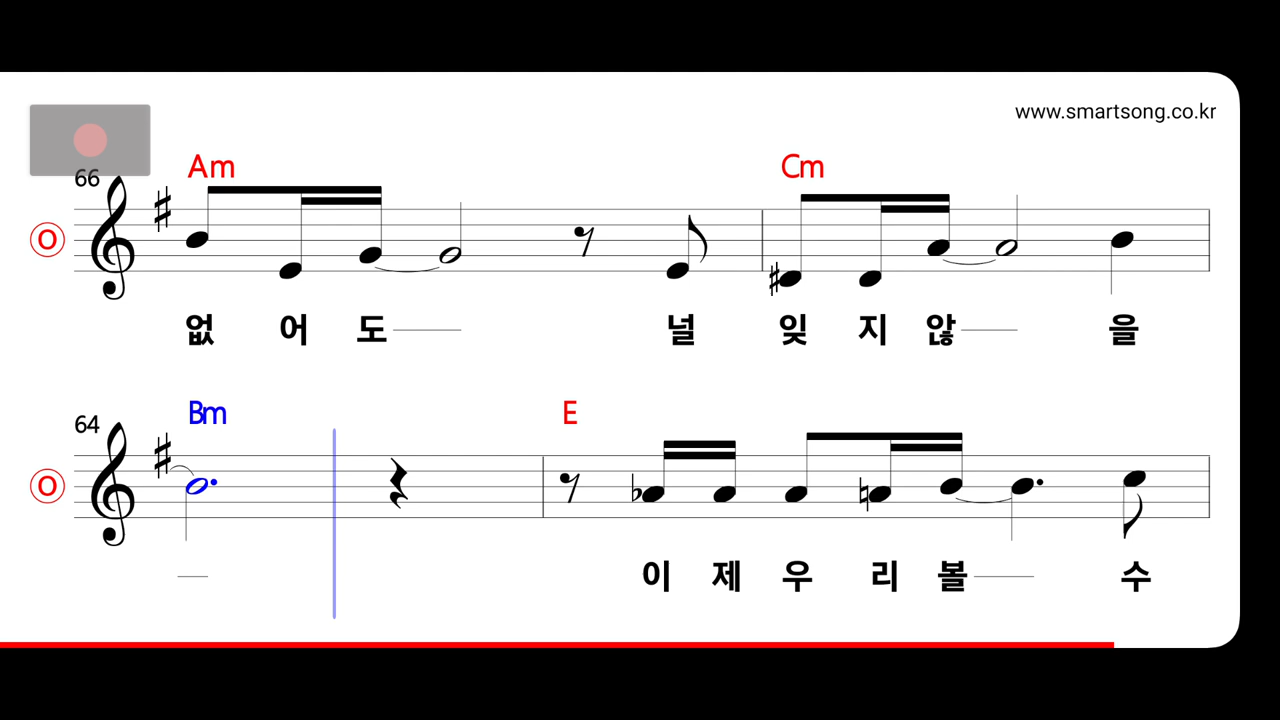 www.smartsong.co.kr
66 Am Cm
O
없 어 도 널 잊 지 않 을
64 Bm E
O
이 제 우 리 볼 수